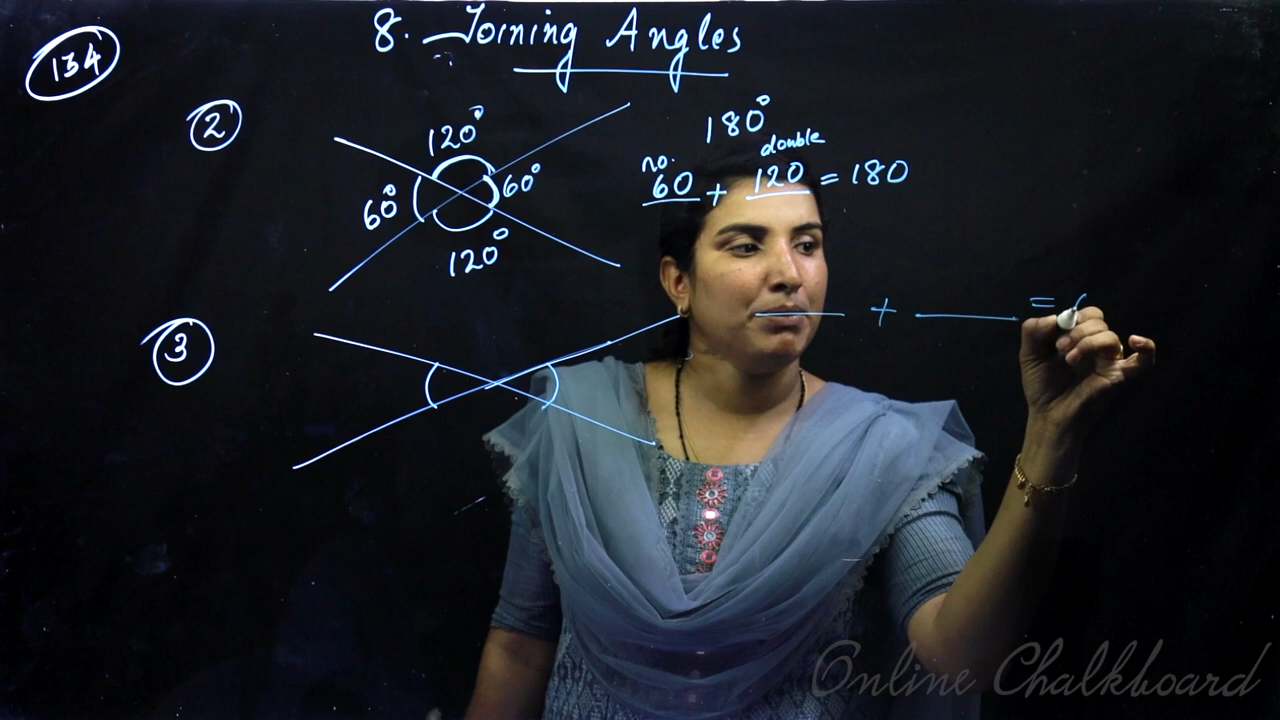 8. Joining Angles
134
2
120°
60°
60°
120°
180°
no. double
60 + 120 = 180
3
+ =
Online Chalkboard